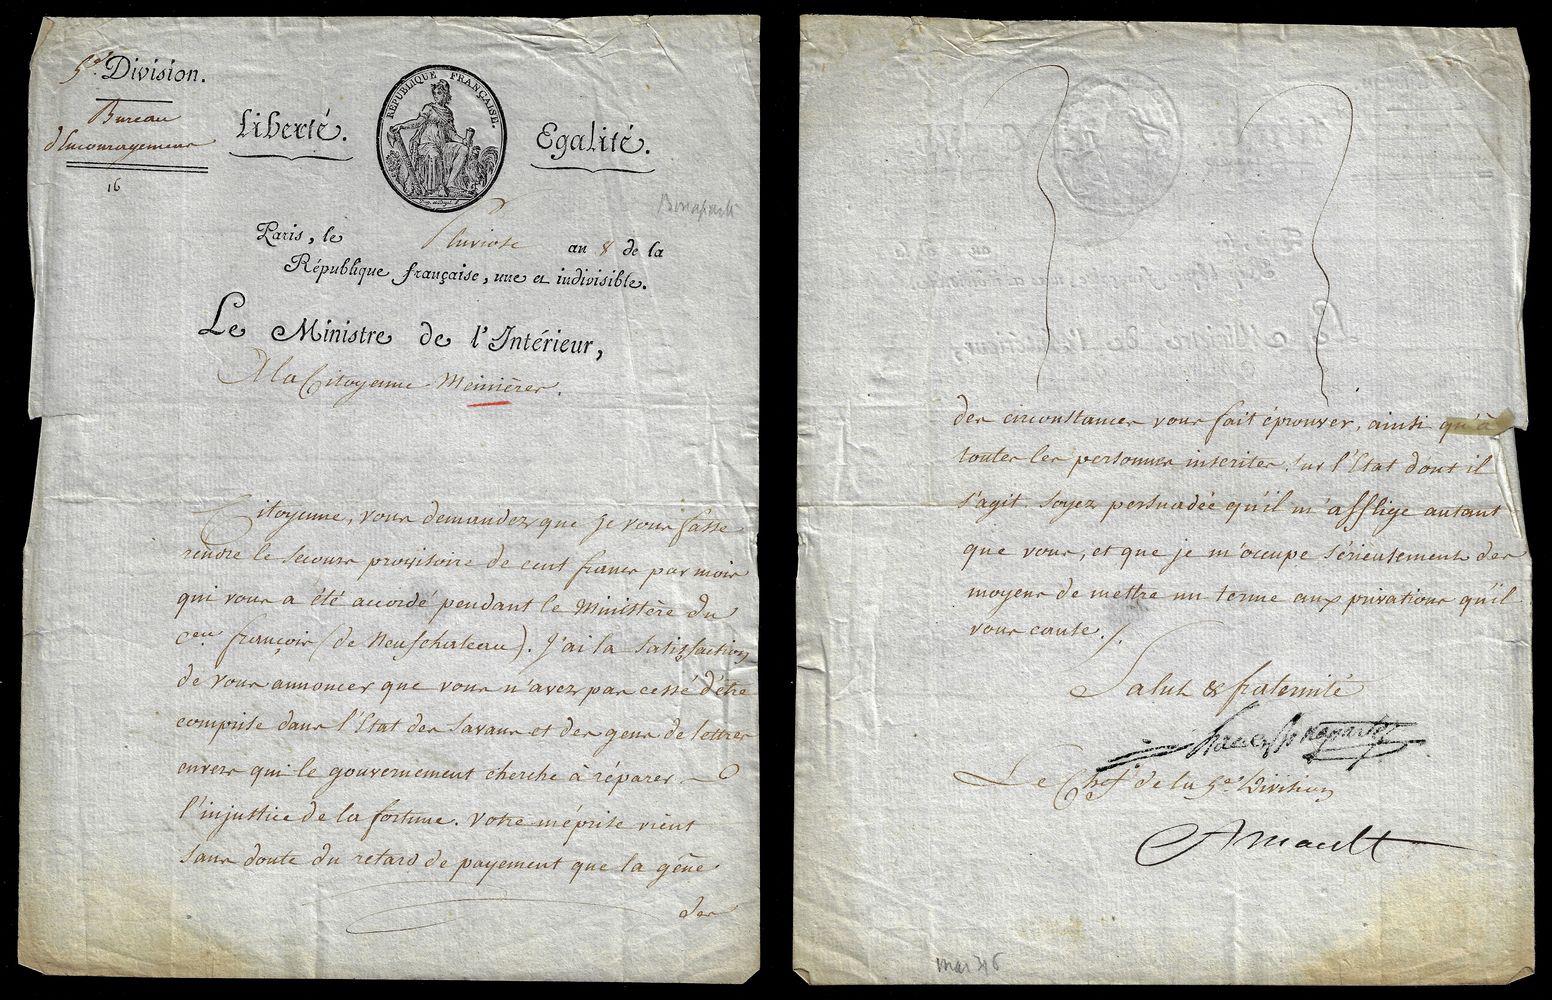 5e. Division.
Bureau
d'Encouragement
16
Liberté.
REPUBLIQUE FRANÇAISE.
Egalité.
Bonaparte
Paris, le Pluviose an 8 de la
République française, une et indivisible.
Le Ministre de l'Intérieur,
A la Citoyenne Meinières.
Citoyenne, vous demandez que je vous fasse
rendre le secours provisoire de cent francs par mois
qui vous a été accordé pendant le Ministère du
Cen françois (de Neufchateau). J'ai la satisfaction
de vous annoncer que vous n'avez pas cessé d'être
comprise dans l'Etat des Savans et des gens de lettres
envers qui le gouvernement cherche à réparer
l'injustice de la fortune. Votre méprise vient
sans doute du retard de payement que la gêne
des
des circonstances vous fait éprouver, ainsi qu'à
toutes les personnes inscrites sur l'Etat dont il
s'agit. Soyez persuadée qu'il m'afflige autant
que vous, et que je m'occupe sérieusement des
moyens de mettre un terme aux privations qu'il
vous cause./.
Salut & fraternité
Le Chef de la 5e Division
Arnault